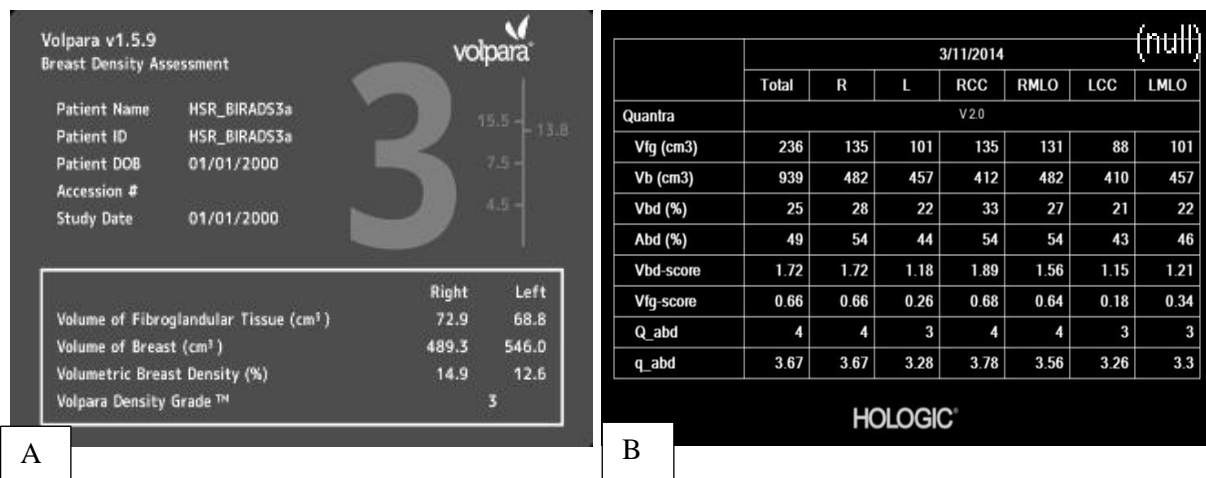 Volpara v1.5.9
Breast Density Assessment
volpara®
Patient Name HSR_BIRADS3a
Patient ID HSR_BIRADS3a
Patient DOB 01/01/2000
Accession #
Study Date 01/01/2000
3
15.5
13.8
7.5
4.5
Right Left
Volume of Fibroglandular Tissue (cm³) 72.9 68.8
Volume of Breast (cm³) 489.3 546.0
Volumetric Breast Density (%) 14.9 12.6
Volpara Density Grade ™ 3
A
(null)
3/11/2014
Total R L RCC RMLO LCC LMLO
Quantra V 2.0
Vfg (cm3) 236 135 101 135 131 88 101
Vb (cm3) 939 482 457 412 482 410 457
Vbd (%) 25 28 22 33 27 21 22
Abd (%) 49 54 44 54 54 43 46
Vbd-score 1.72 1.72 1.18 1.89 1.56 1.15 1.21
Vfg-score 0.66 0.66 0.26 0.68 0.64 0.18 0.34
Q_abd 4 4 3 4 4 3 3
q_abd 3.67 3.67 3.28 3.78 3.56 3.26 3.3
HOLOGIC®
B